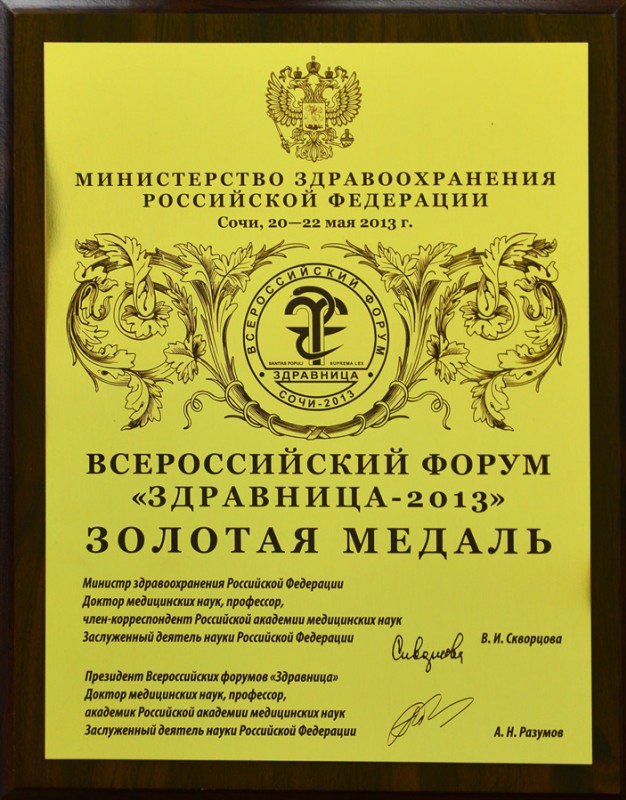 МИНИСТЕРСТВО ЗДРАВООХРАНЕНИЯ
РОССИЙСКОЙ ФЕДЕРАЦИИ
Сочи, 20—22 мая 2013 г.
ВСЕРОССИЙСКИЙ ФОРУМ
SANITAS POPULI SUPREMA LEX
• ЗДРАВНИЦА •
СОЧИ-2013
ВСЕРОССИЙСКИЙ ФОРУМ
«ЗДРАВНИЦА-2013»
ЗОЛОТАЯ МЕДАЛЬ
Министр здравоохранения Российской Федерации
Доктор медицинских наук, профессор,
член-корреспондент Российской академии медицинских наук
Заслуженный деятель науки Российской Федерации В. И. Скворцова
Президент Всероссийских форумов «Здравница»
Доктор медицинских наук, профессор,
академик Российской академии медицинских наук
Заслуженный деятель науки Российской Федерации А. Н. Разумов